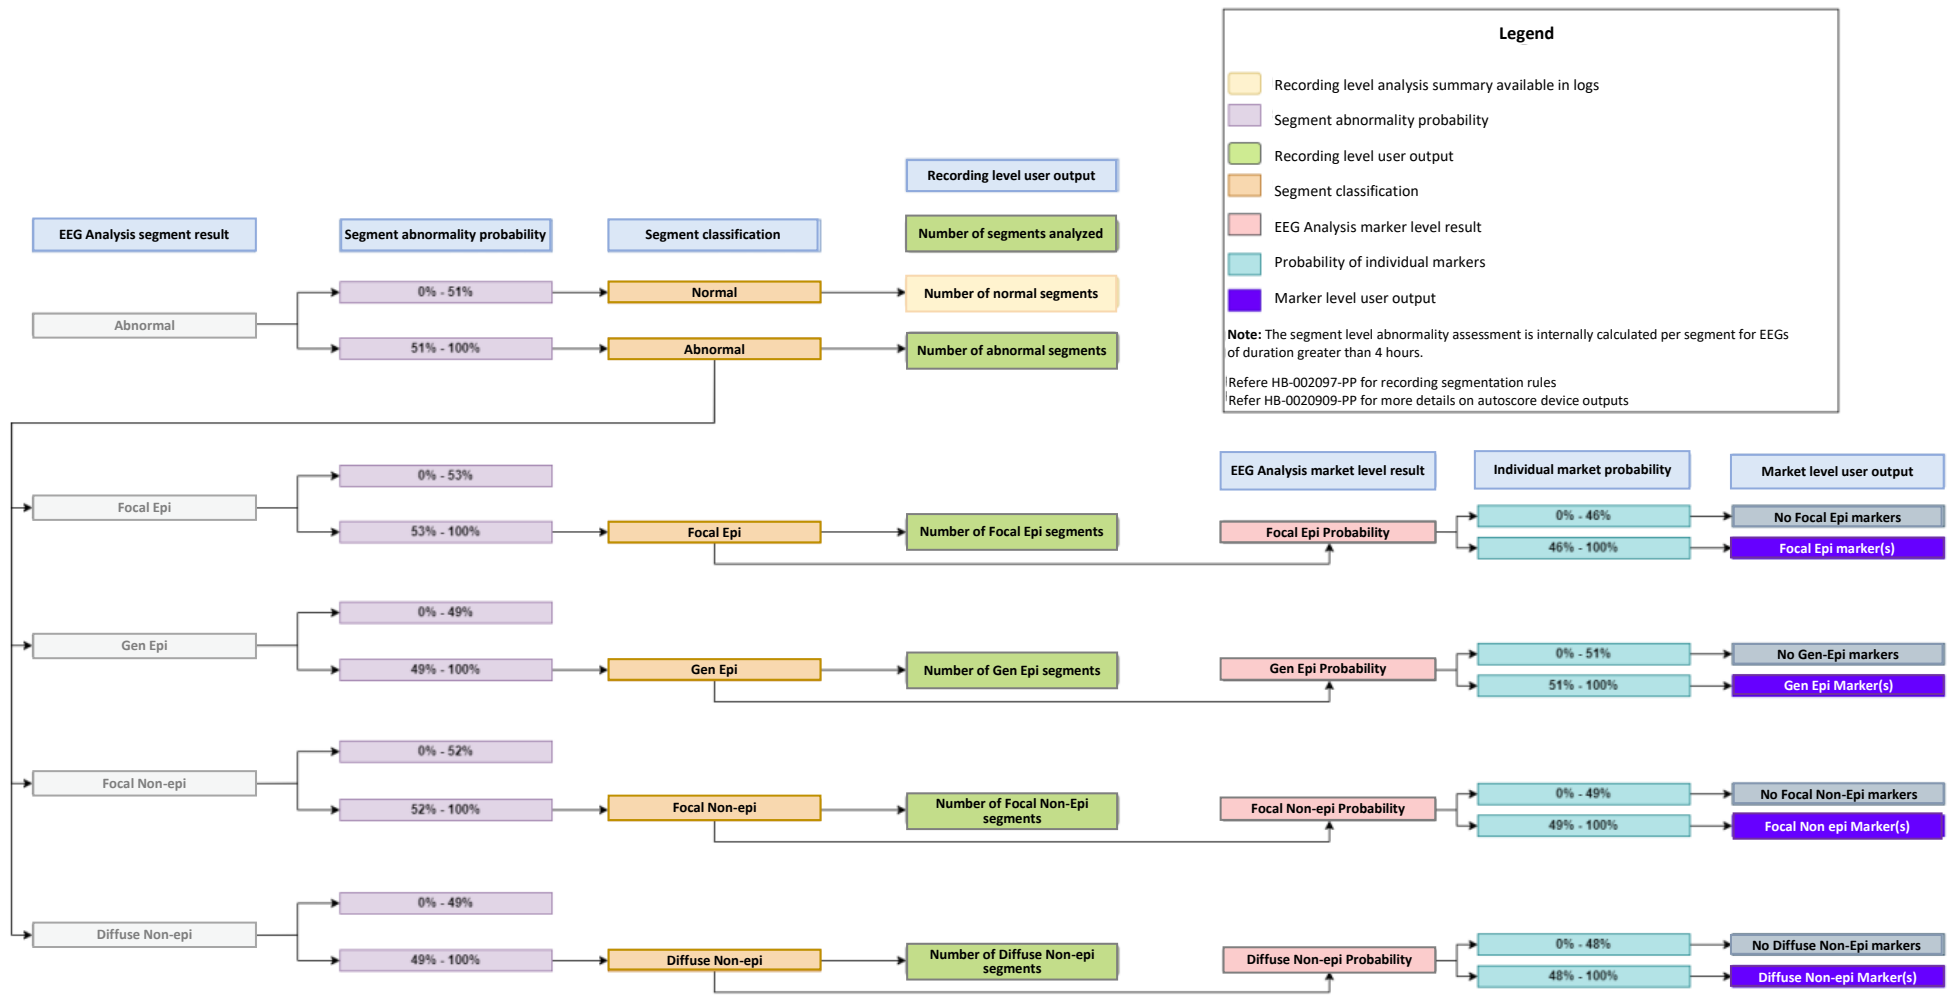 Legend
Recording level analysis summary available in logs
Segment abnormality probability
Recording level user output
Segment classification
EEG Analysis marker level result
Probability of individual markers
Marker level user output
Note: The segment level abnormality assessment is internally calculated per segment for EEGs
of duration greater than 4 hours.
Refere HB-002097-PP for recording segmentation rules
Refer HB-0020909-PP for more details on autoscore device outputs
Recording level user output
EEG Analysis segment result
Segment abnormality probability
Segment classification
Number of segments analyzed
Abnormal
0% - 51%
Normal
Number of normal segments
51% - 100%
Abnormal
Number of abnormal segments
EEG Analysis market level result
Individual market probability
Market level user output
Focal Epi
0% - 53%
53% - 100%
Focal Epi
Number of Focal Epi segments
Focal Epi Probability
0% - 46%
No Focal Epi markers
46% - 100%
Focal Epi marker(s)
Gen Epi
0% - 49%
49% - 100%
Gen Epi
Number of Gen Epi segments
Gen Epi Probability
0% - 51%
No Gen-Epi markers
51% - 100%
Gen Epi Marker(s)
Focal Non-epi
0% - 52%
52% - 100%
Focal Non-epi
Number of Focal Non-Epi
segments
Focal Non-epi Probability
0% - 49%
No Focal Non-Epi markers
49% - 100%
Focal Non epi Marker(s)
Diffuse Non-epi
0% - 49%
49% - 100%
Diffuse Non-epi
Number of Diffuse Non-epi
segments
Diffuse Non-epi Probability
0% - 48%
No Diffuse Non-Epi markers
48% - 100%
Diffuse Non-epi Marker(s)